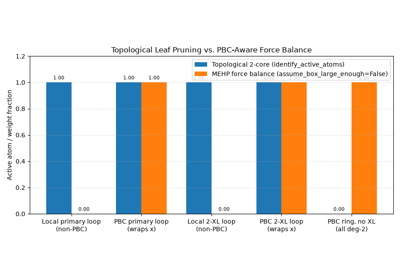 Topological Leaf Pruning vs. PBC-Aware Force Balance
Topological 2-core (identify_active_atoms)
MEHP force balance (assume_box_large_enough=False)
Active atom / weight fraction
1.2
1.0
0.8
0.6
0.4
0.2
0.0
1.00 0.00 1.00 1.00 1.00 0.00 1.00 1.00 0.00 1.00
Local primary loop
(non-PBC)
PBC primary loop
(wraps x)
Local 2-XL loop
(non-PBC)
PBC 2-XL loop
(wraps x)
PBC ring, no XL
(all deg-2)